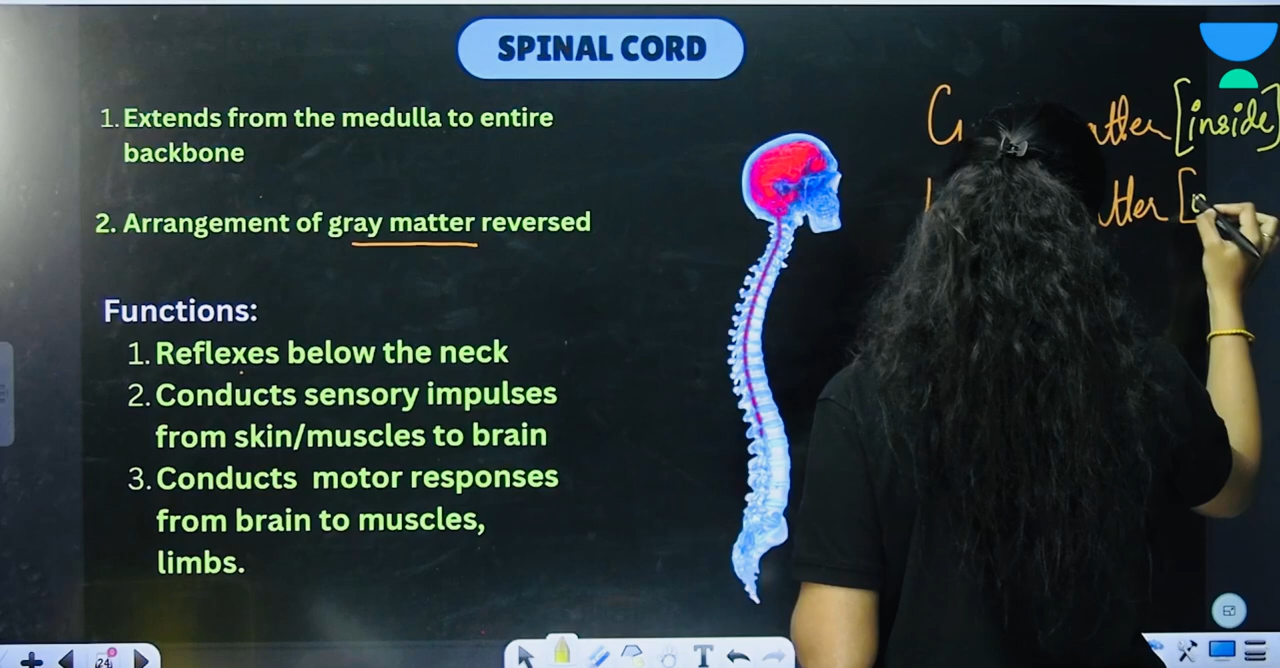 SPINAL CORD
1. Extends from the medulla to entire
backbone
2. Arrangement of gray matter reversed
Functions:
1. Reflexes below the neck
2. Conducts sensory impulses
from skin/muscles to brain
3. Conducts motor responses
from brain to muscles,
limbs.
[inside]
24
T